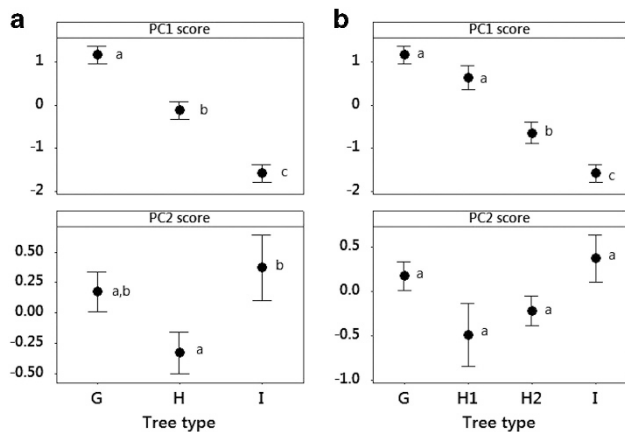 a
PC1 score
1
0
-1
-2
a
b
c
PC2 score
0.50
0.25
0.00
-0.25
-0.50
a,b
a
b
G H I
Tree type
b
PC1 score
1
0
-1
-2
a
a
b
c
PC2 score
0.5
0.0
-0.5
-1.0
a
a
a
a
G H1 H2 I
Tree type